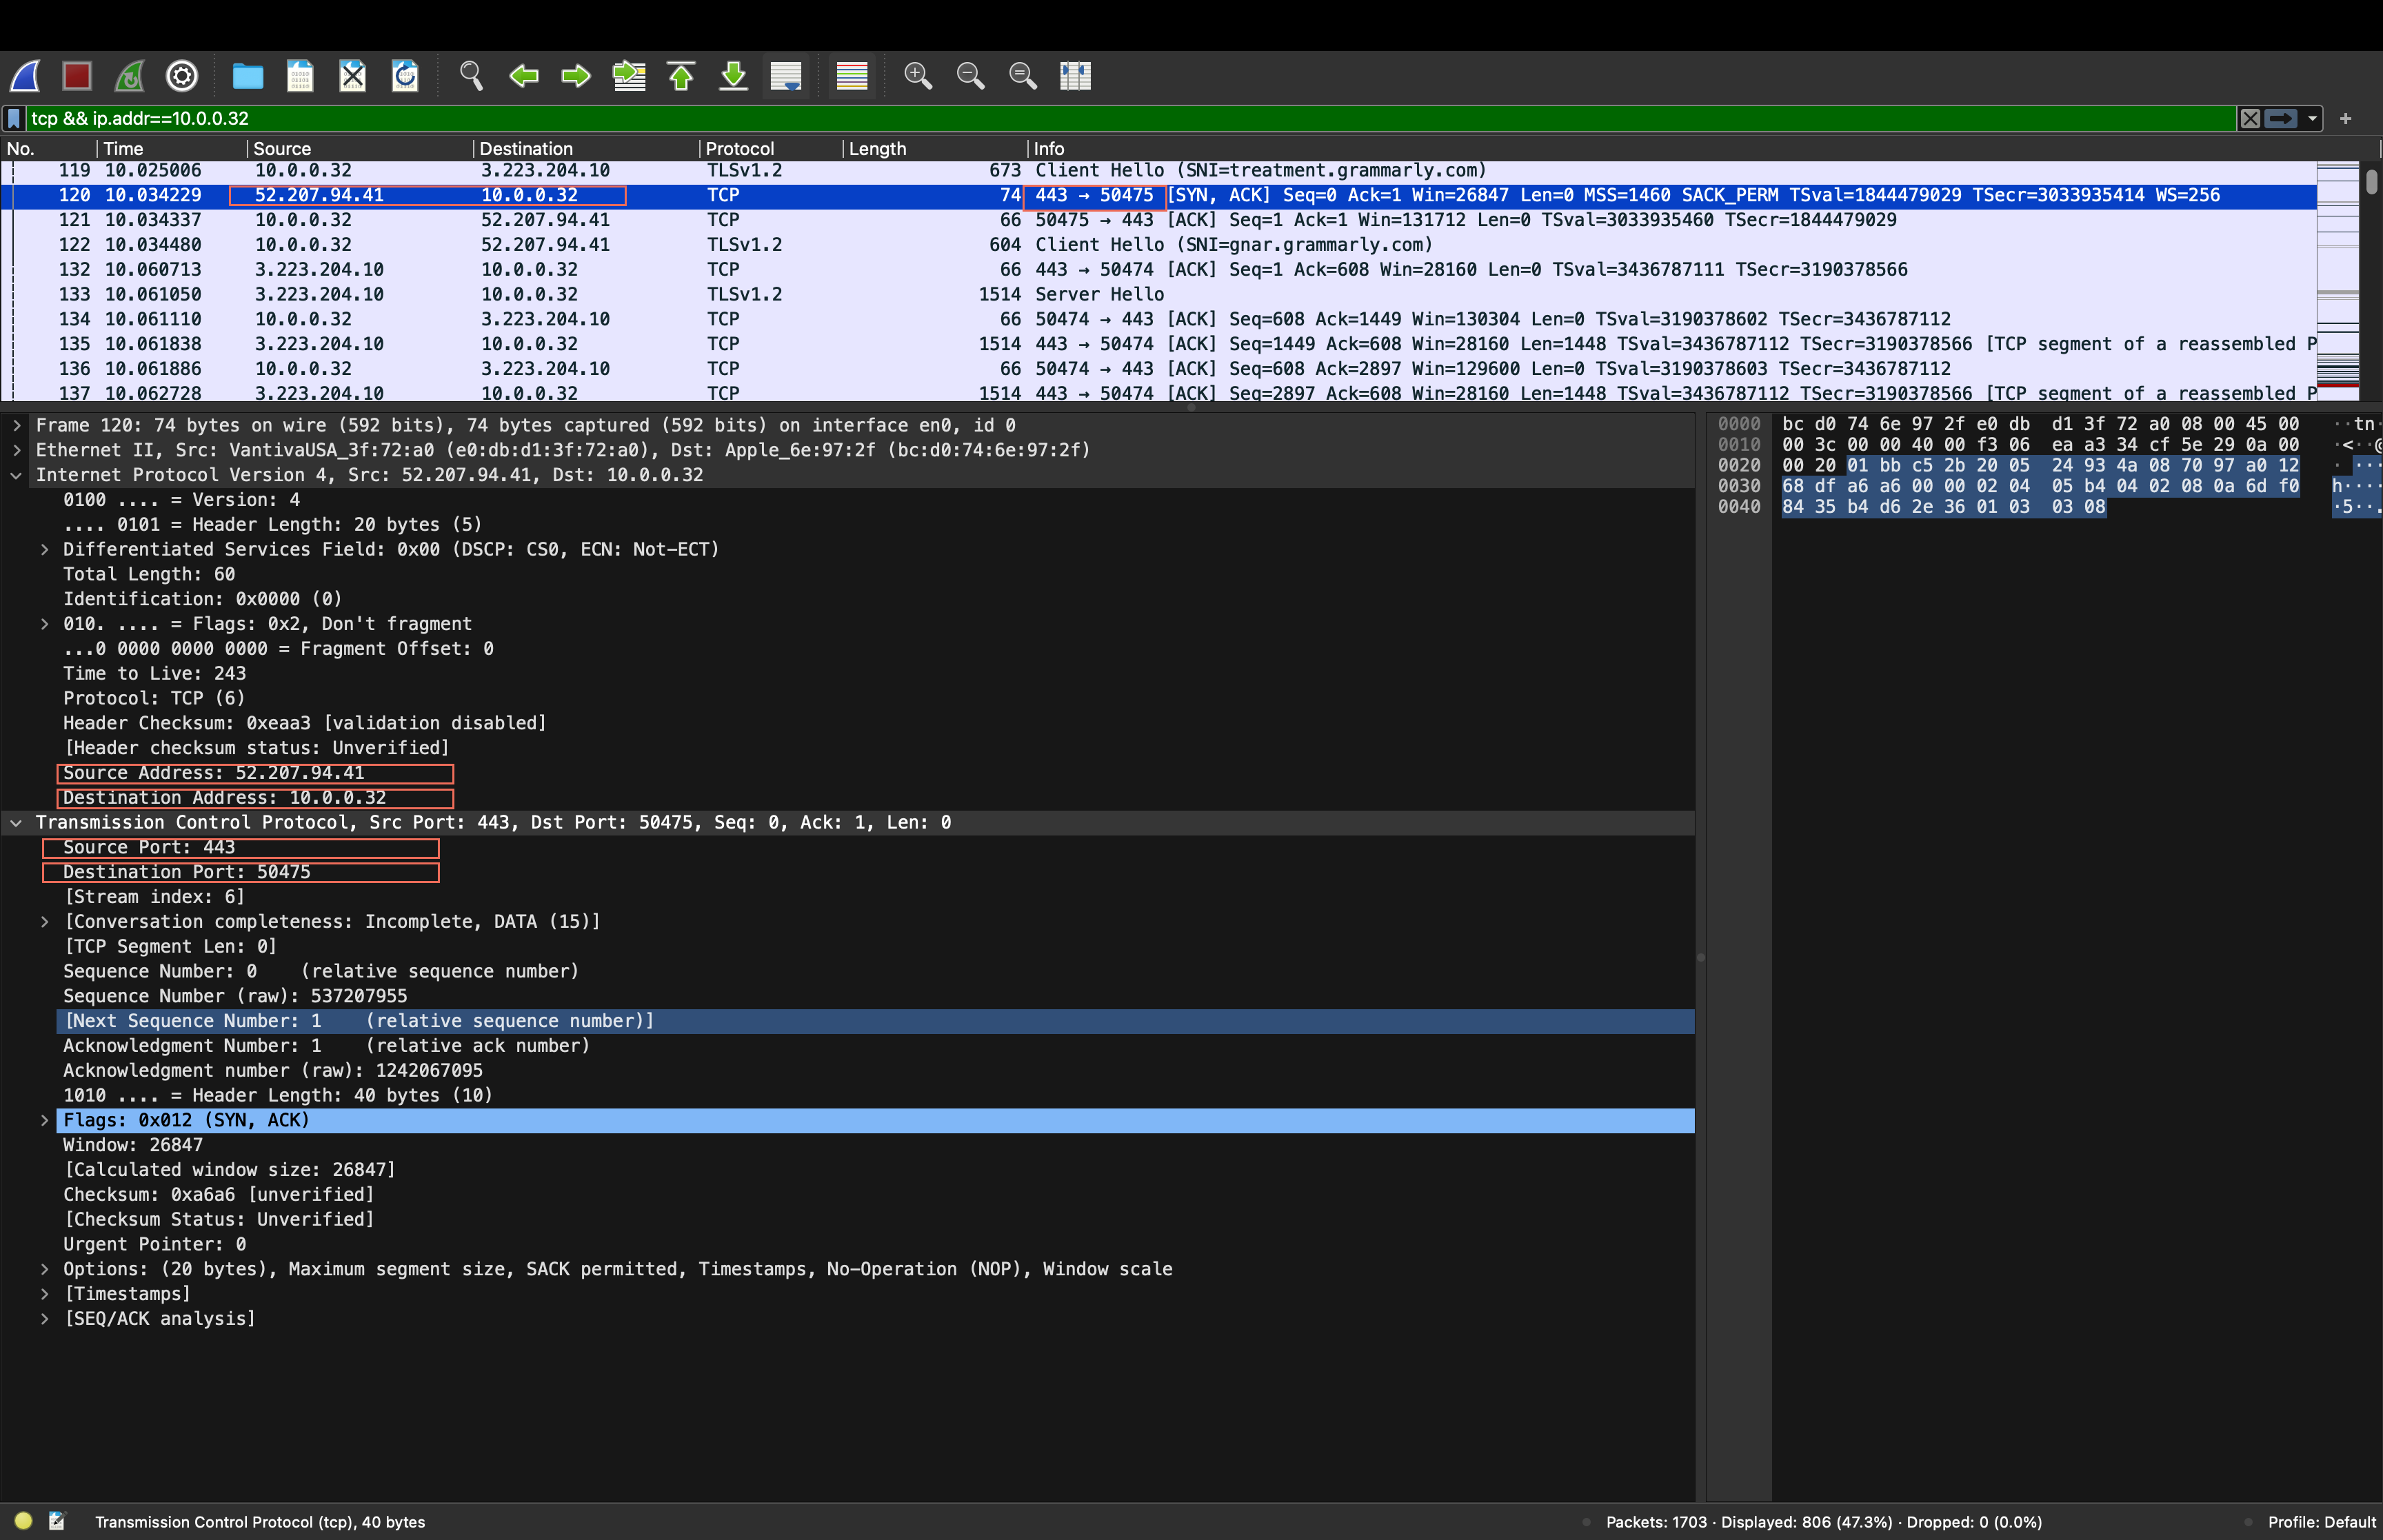 tcp && ip.addr==10.0.0.32
No. Time Source Destination Protocol Length Info
119 10.025006 10.0.0.32 3.223.204.10 TLSv1.2 673 Client Hello (SNI=treatment.grammarly.com)
120 10.034229 52.207.94.41 10.0.0.32 TCP 74 443 → 50475 [SYN, ACK] Seq=0 Ack=1 Win=26847 Len=0 MSS=1460 SACK_PERM TSval=1844479029 TSecr=3033935414 WS=256
121 10.034337 10.0.0.32 52.207.94.41 TCP 66 50475 → 443 [ACK] Seq=1 Ack=1 Win=131712 Len=0 TSval=3033935460 TSecr=1844479029
122 10.034480 10.0.0.32 52.207.94.41 TLSv1.2 604 Client Hello (SNI=gnar.grammarly.com)
132 10.060713 3.223.204.10 10.0.0.32 TCP 66 443 → 50474 [ACK] Seq=1 Ack=608 Win=28160 Len=0 TSval=3436787111 TSecr=3190378566
133 10.061050 3.223.204.10 10.0.0.32 TLSv1.2 1514 Server Hello
134 10.061110 10.0.0.32 3.223.204.10 TCP 66 50474 → 443 [ACK] Seq=608 Ack=1449 Win=130304 Len=0 TSval=3190378602 TSecr=3436787112
135 10.061838 3.223.204.10 10.0.0.32 TCP 1514 443 → 50474 [ACK] Seq=1449 Ack=608 Win=28160 Len=1448 TSval=3436787112 TSecr=3190378566 [TCP segment of a reassembled P
136 10.061886 10.0.0.32 3.223.204.10 TCP 66 50474 → 443 [ACK] Seq=608 Ack=2897 Win=129600 Len=0 TSval=3190378603 TSecr=3436787112
137 10.062728 3.223.204.10 10.0.0.32 TCP 1514 443 → 50474 [ACK] Seq=2897 Ack=608 Win=28160 Len=1448 TSval=3436787112 TSecr=3190378566 [TCP segment of a reassembled P
Frame 120: 74 bytes on wire (592 bits), 74 bytes captured (592 bits) on interface en0, id 0
Ethernet II, Src: VantivaUSA_3f:72:a0 (e0:db:d1:3f:72:a0), Dst: Apple_6e:97:2f (bc:d0:74:6e:97:2f)
Internet Protocol Version 4, Src: 52.207.94.41, Dst: 10.0.0.32
0100 .... = Version: 4
.... 0101 = Header Length: 20 bytes (5)
Differentiated Services Field: 0x00 (DSCP: CS0, ECN: Not-ECT)
Total Length: 60
Identification: 0x0000 (0)
010. .... = Flags: 0x2, Don't fragment
...0 0000 0000 0000 = Fragment Offset: 0
Time to Live: 243
Protocol: TCP (6)
Header Checksum: 0xeaa3 [validation disabled]
[Header checksum status: Unverified]
Source Address: 52.207.94.41
Destination Address: 10.0.0.32
Transmission Control Protocol, Src Port: 443, Dst Port: 50475, Seq: 0, Ack: 1, Len: 0
Source Port: 443
Destination Port: 50475
[Stream index: 6]
[Conversation completeness: Incomplete, DATA (15)]
[TCP Segment Len: 0]
Sequence Number: 0 (relative sequence number)
Sequence Number (raw): 537207955
[Next Sequence Number: 1 (relative sequence number)]
Acknowledgment Number: 1 (relative ack number)
Acknowledgment number (raw): 1242067095
1010 .... = Header Length: 40 bytes (10)
Flags: 0x012 (SYN, ACK)
Window: 26847
[Calculated window size: 26847]
Checksum: 0xa6a6 [unverified]
[Checksum Status: Unverified]
Urgent Pointer: 0
Options: (20 bytes), Maximum segment size, SACK permitted, Timestamps, No-Operation (NOP), Window scale
[Timestamps]
[SEQ/ACK analysis]
0000 bc d0 74 6e 97 2f e0 db d1 3f 72 a0 08 00 45 00 ··tn·
0010 00 3c 00 00 40 00 f3 06 ea a3 34 cf 5e 29 0a 00 ·<··@
0020 00 20 01 bb c5 2b 20 05 24 93 4a 08 70 97 a0 12 · ···
0030 68 df a6 a6 00 00 02 04 05 b4 04 02 08 0a 6d f0 h····
0040 84 35 b4 d6 2e 36 01 03 03 08 ·5··.
Transmission Control Protocol (tcp), 40 bytes
Packets: 1703 · Displayed: 806 (47.3%) · Dropped: 0 (0.0%)
Profile: Default